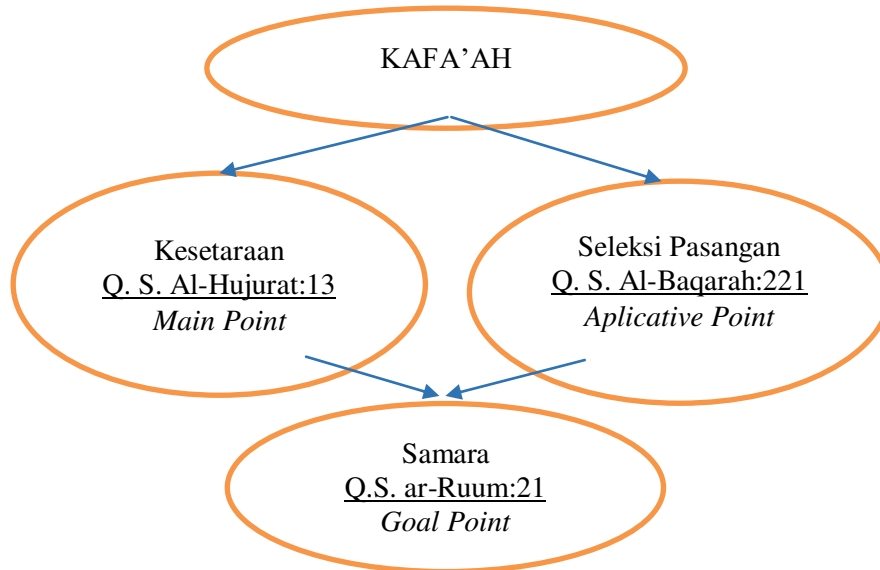 KAFA’AH
Kesetaraan
Q. S. Al-Hujurat:13
Main Point
Seleksi Pasangan
Q. S. Al-Baqarah:221
Aplicative Point
Samara
Q.S. ar-Ruum:21
Goal Point